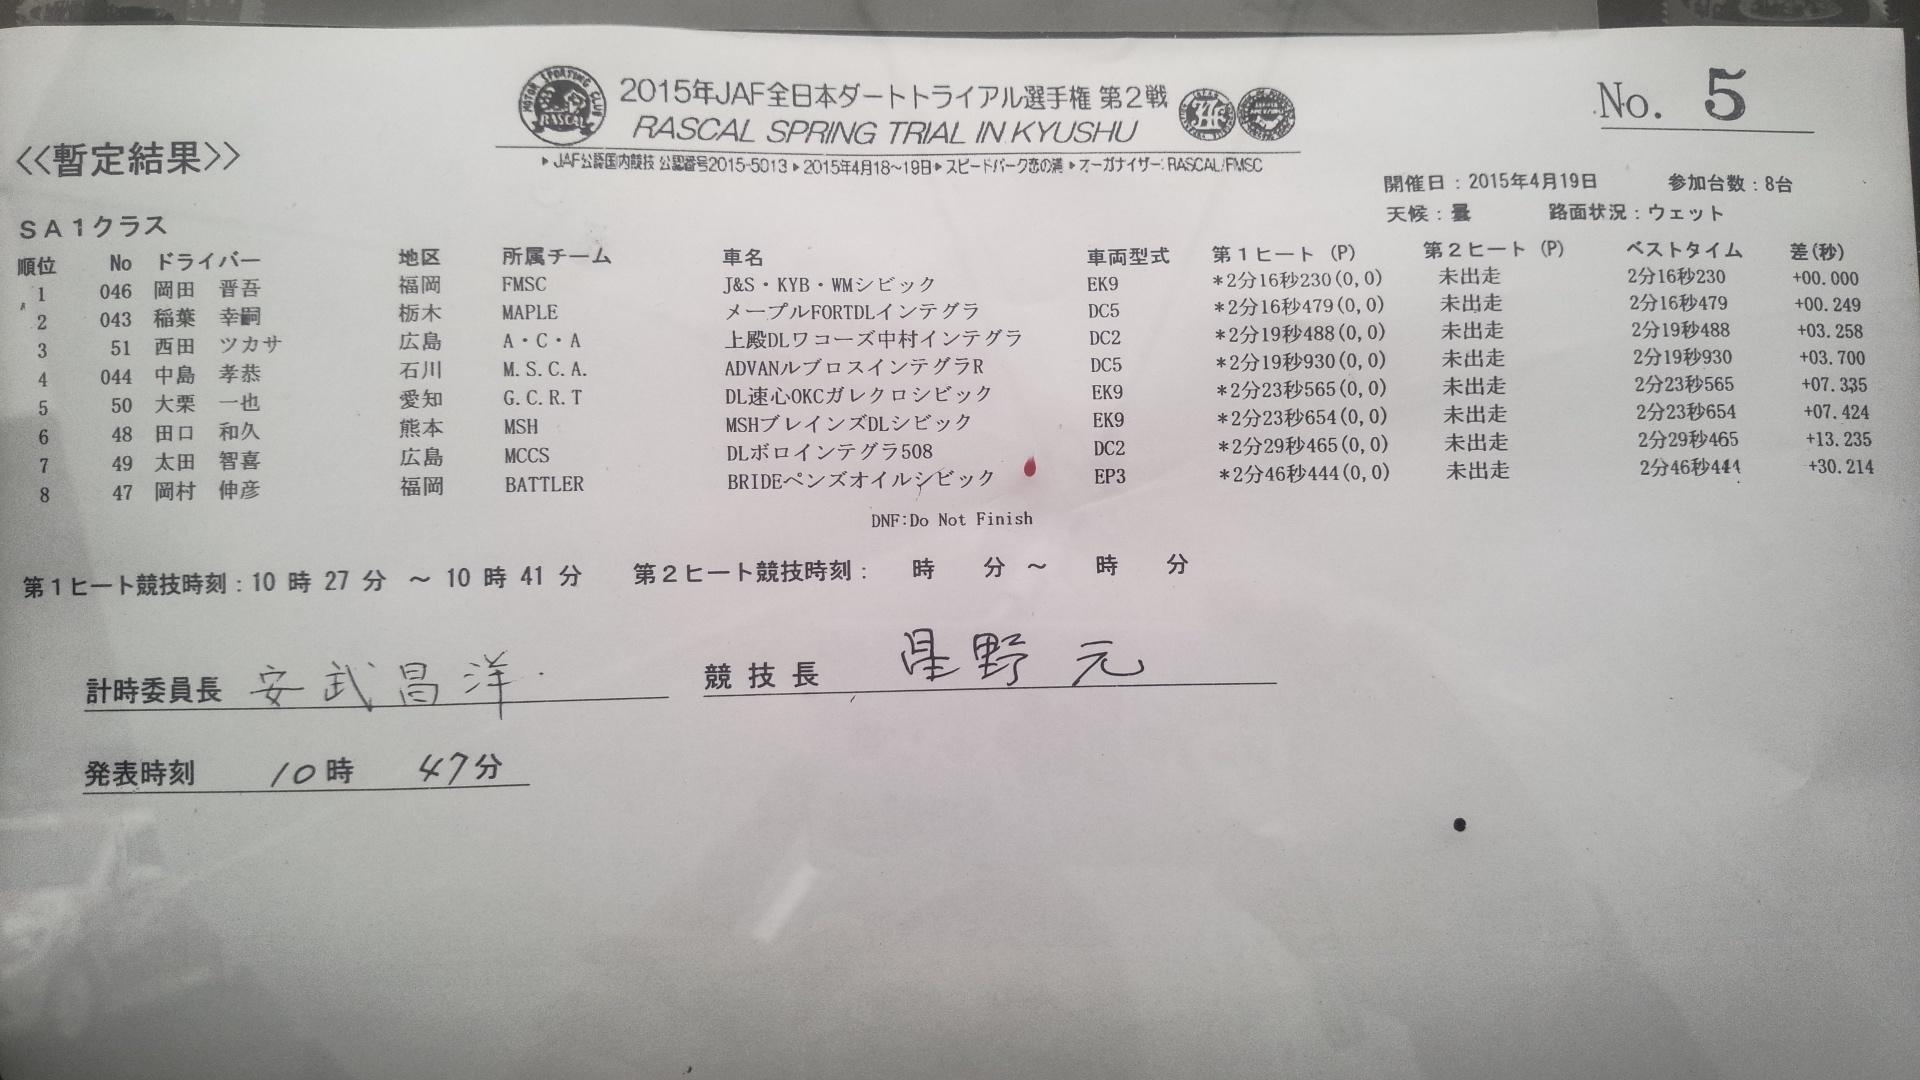 2015年JAF全日本ダートトライアル選手権 第2戦
No. 5
RASCAL SPRING TRIAL IN KYUSHU
MOTOR SPORTING CLUB RASCAL
<<暫定結果>>
▶JAF公認国内競技 公認番号2015-5013▶2015年4月18~19日▶スピードパーク恋の浦▶オーガナイザー:RASCAL/FMSC
開催日:2015年4月19日 参加台数:8台
天候:曇 路面状況:ウェット
SA1クラス
順位 No ドライバー 地区 所属チーム 車名 車両型式 第1ヒート (P) 第2ヒート (P) ベストタイム 差(秒)
1 046 岡田 晋吾 福岡 FMSC J&S・KYB・WMシビック EK9 *2分16秒230(0,0) 未出走 2分16秒230 +00.000
2 043 稲葉 幸嗣 栃木 MAPLE メープルFORTDLインテグラ DC5 *2分16秒479(0,0) 未出走 2分16秒479 +00.249
3 51 西田 ツカサ 広島 A・C・A 上殿DLワコーズ中村インテグラ DC2 *2分19秒488(0,0) 未出走 2分19秒488 +03.258
4 044 中島 孝恭 石川 M.S.C.A. ADVANルブロスインテグラR DC5 *2分19秒930(0,0) 未出走 2分19秒930 +03.700
5 50 大栗 一也 愛知 G.C.R.T DL速心OKCガレクロシビック EK9 *2分23秒565(0,0) 未出走 2分23秒565 +07.335
6 48 田口 和久 熊本 MSH MSHブレインズDLシビック EK9 *2分23秒654(0,0) 未出走 2分23秒654 +07.424
7 49 太田 智喜 広島 MCCS DLボロインテグラ508 DC2 *2分29秒465(0,0) 未出走 2分29秒465 +13.235
8 47 岡村 伸彦 福岡 BATTLER BRIDEペンズオイルシビック EP3 *2分46秒444(0,0) 未出走 2分46秒444 +30.214
DNF:Do Not Finish
第1ヒート競技時刻:10 時 27 分 ~ 10 時 41 分 第2ヒート競技時刻: 時 分 ~ 時 分
計時委員長 安武昌洋 競技長 星野 元
発表時刻 10時 47分